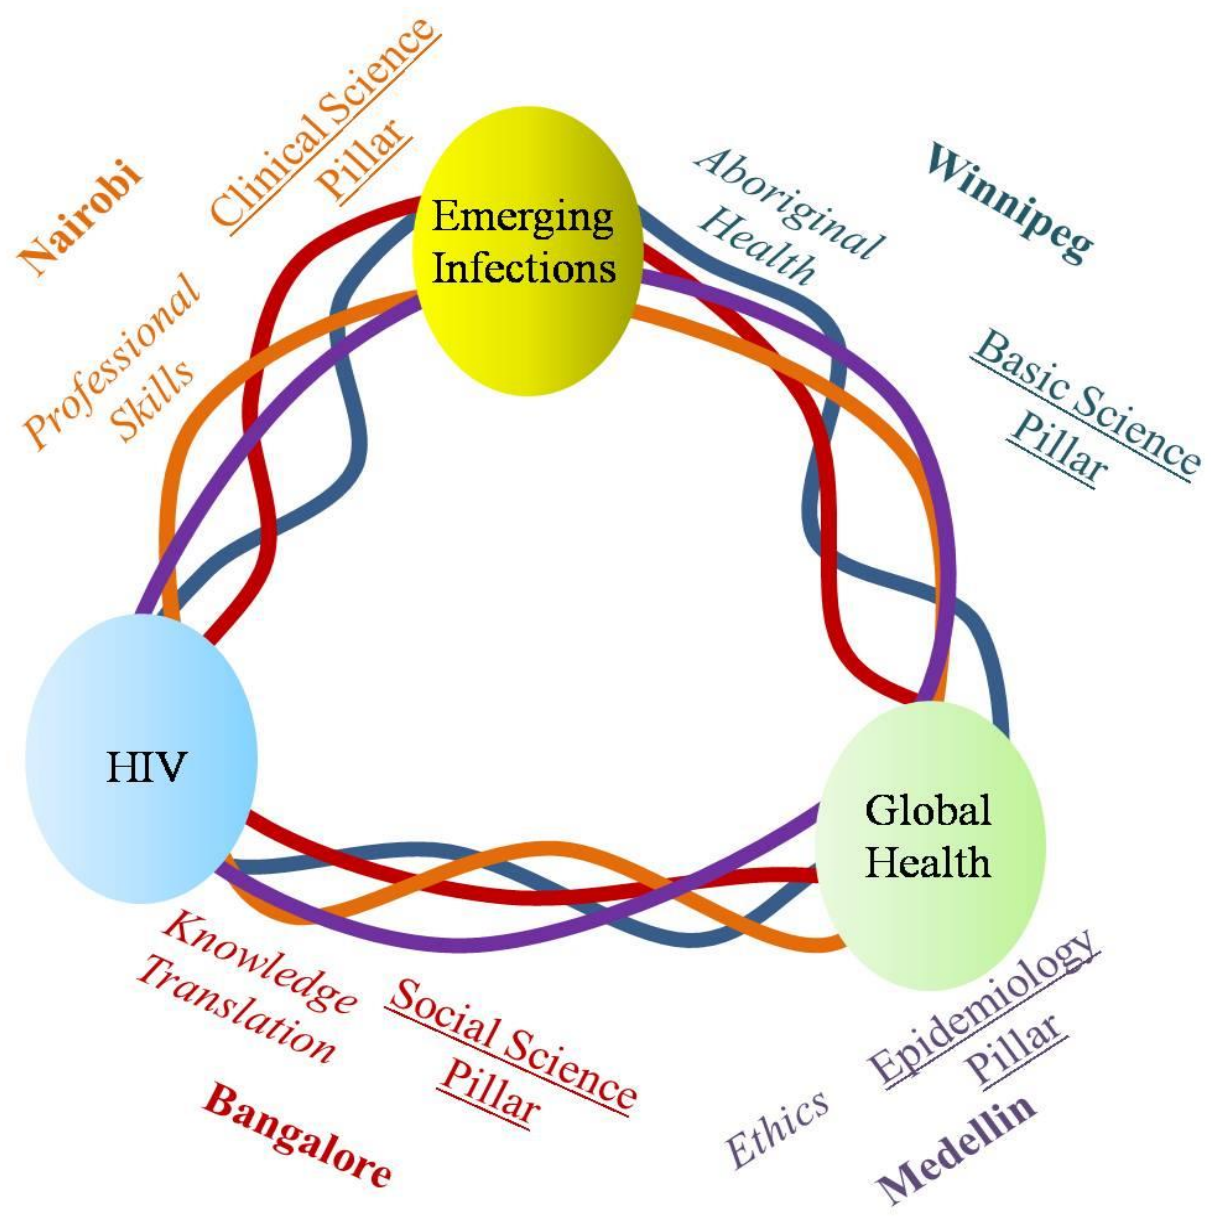 Clinical Science
Pillar
Nairobi
Professional
Skills
Emerging
Infections
Aboriginal
Health
Winnipeg
Basic Science
Pillar
HIV
Global
Health
Knowledge
Translation
Social Science
Pillar
Bangalore
Epidemiology
Pillar
Ethics
Medellin